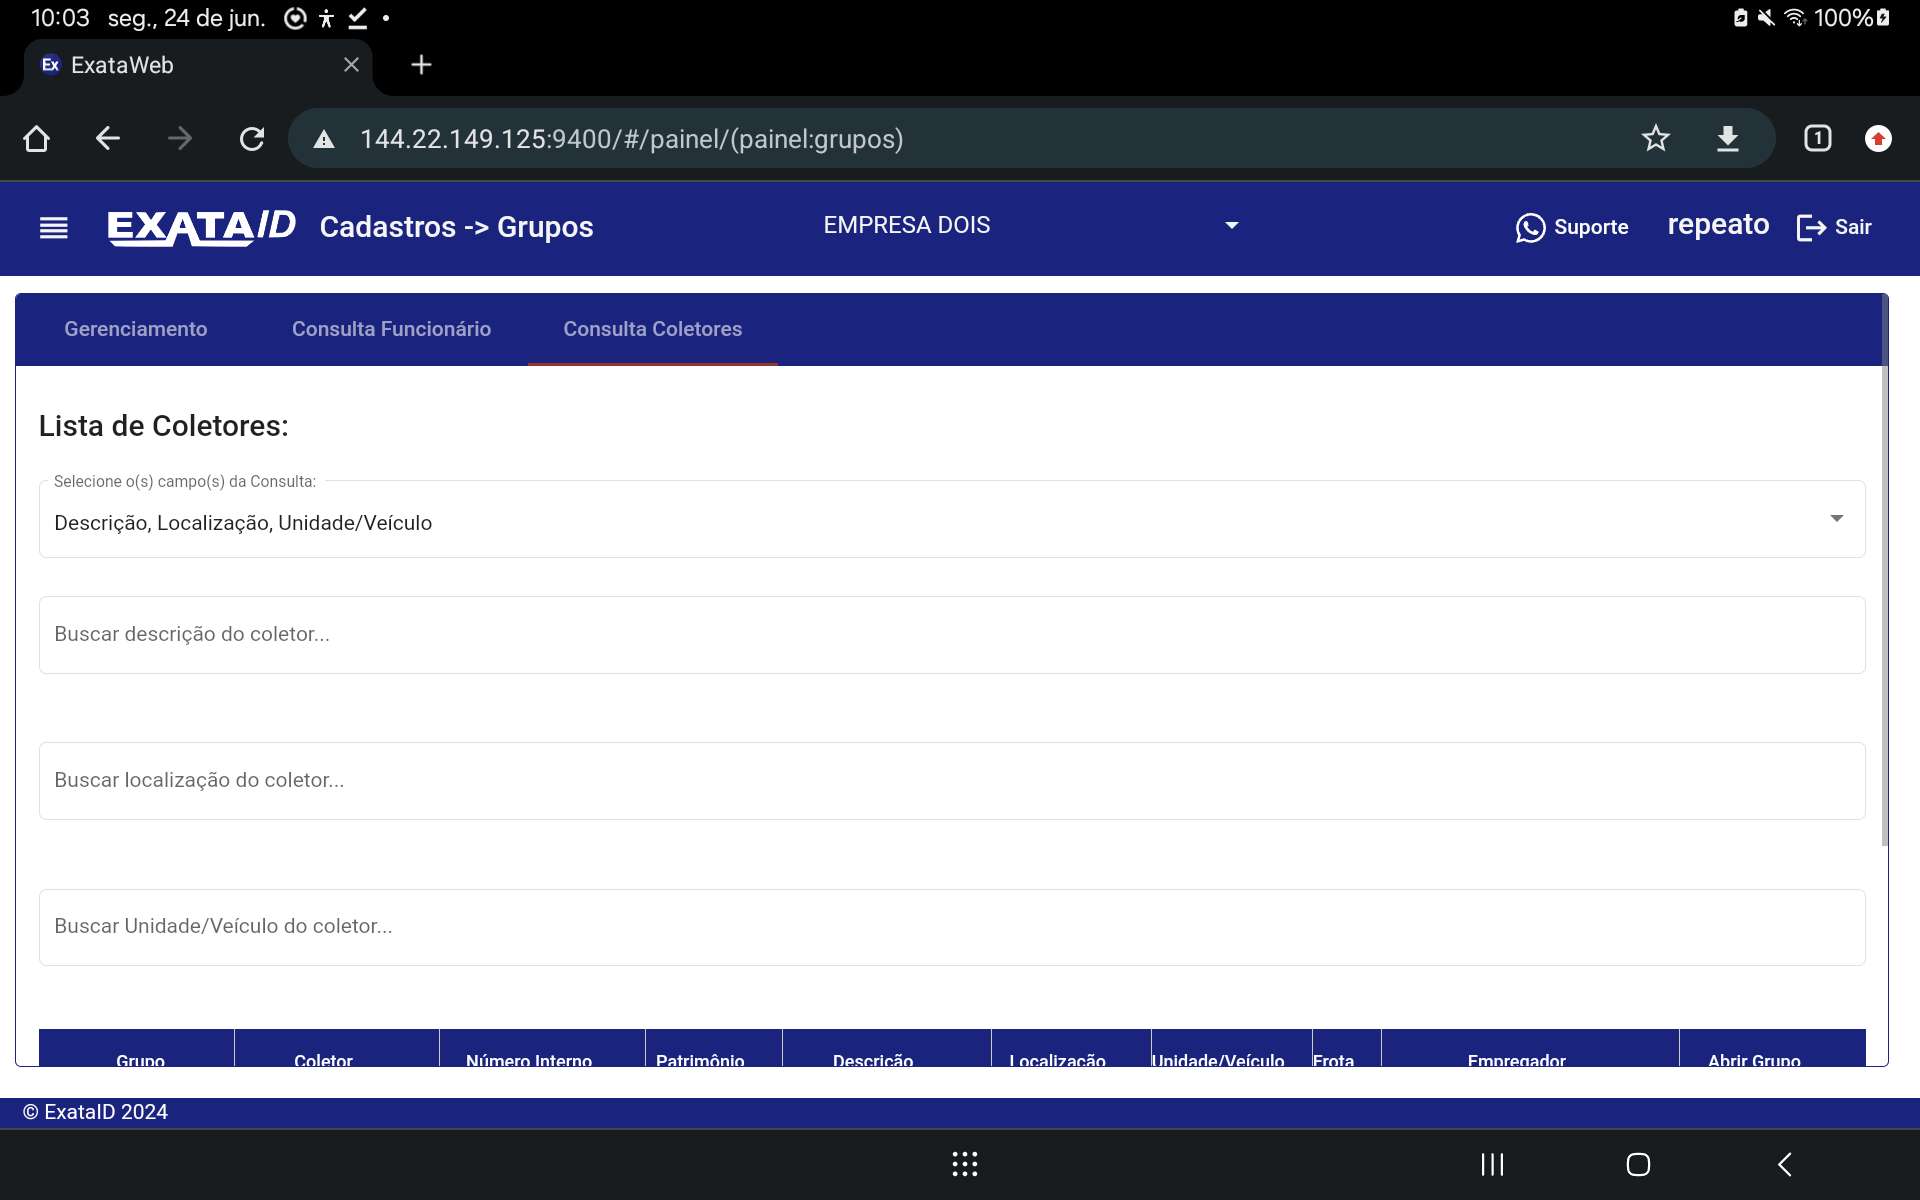 10:03 seg., 24 de jun. 100%
Ex ExataWeb
144.22.149.125:9400/#/painel/(painel:grupos) 1
EXATAID Cadastros -> Grupos EMPRESA DOIS Suporte repeato Sair
Gerenciamento Consulta Funcionário Consulta Coletores
Lista de Coletores:
Selecione o(s) campo(s) da Consulta:
Descrição, Localização, Unidade/Veículo
Buscar descrição do coletor...
Buscar localização do coletor...
Buscar Unidade/Veículo do coletor...
Grupo Coletor Número Interno Patrimônio Descrição Localização Unidade/Veículo Frota Empregador Abrir Grupo
© ExataID 2024